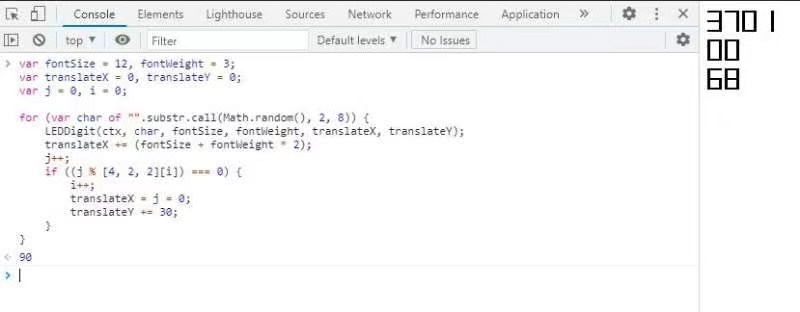 Console Elements Lighthouse Sources Network Performance Application »
top ▼ Filter Default levels ▼ No Issues
> var fontSize = 12, fontWeight = 3;
var translateX = 0, translateY = 0;
var j = 0, i = 0;
for (var char of "".substr.call(Math.random(), 2, 8)) {
LEDDigit(ctx, char, fontSize, fontWeight, translateX, translateY);
translateX += (fontSize + fontWeight * 2);
j++;
if ((j % [4, 2, 2][i]) === 0) {
i++;
translateX = j = 0;
translateY += 30;
}
}
90
>
3701
00
68